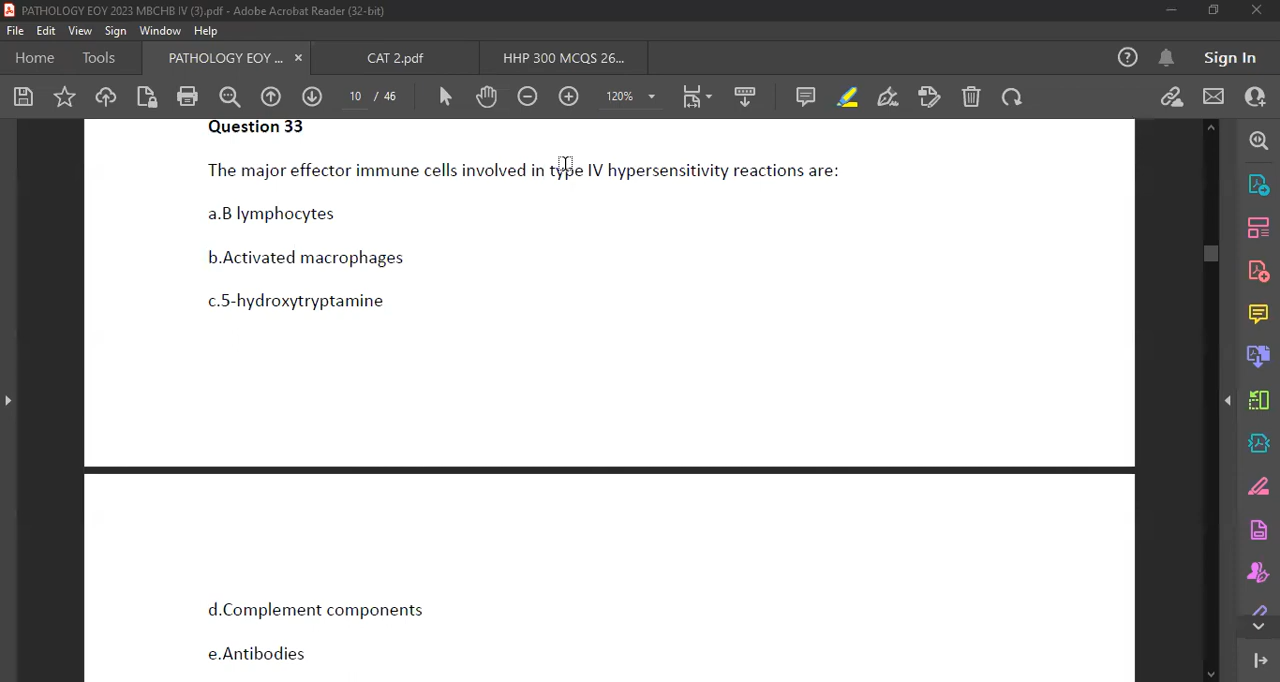 PATHOLOGY EOY 2023 MBCHB IV (3).pdf - Adobe Acrobat Reader (32-bit)
File Edit View Sign Window Help
Home Tools PATHOLOGY EOY ... × CAT 2.pdf HHP 300 MCQS 26... Sign In
10 / 46 120%
Question 33
The major effector immune cells involved in type IV hypersensitivity reactions are:
a.B lymphocytes
b.Activated macrophages
c.5-hydroxytryptamine
d.Complement components
e.Antibodies